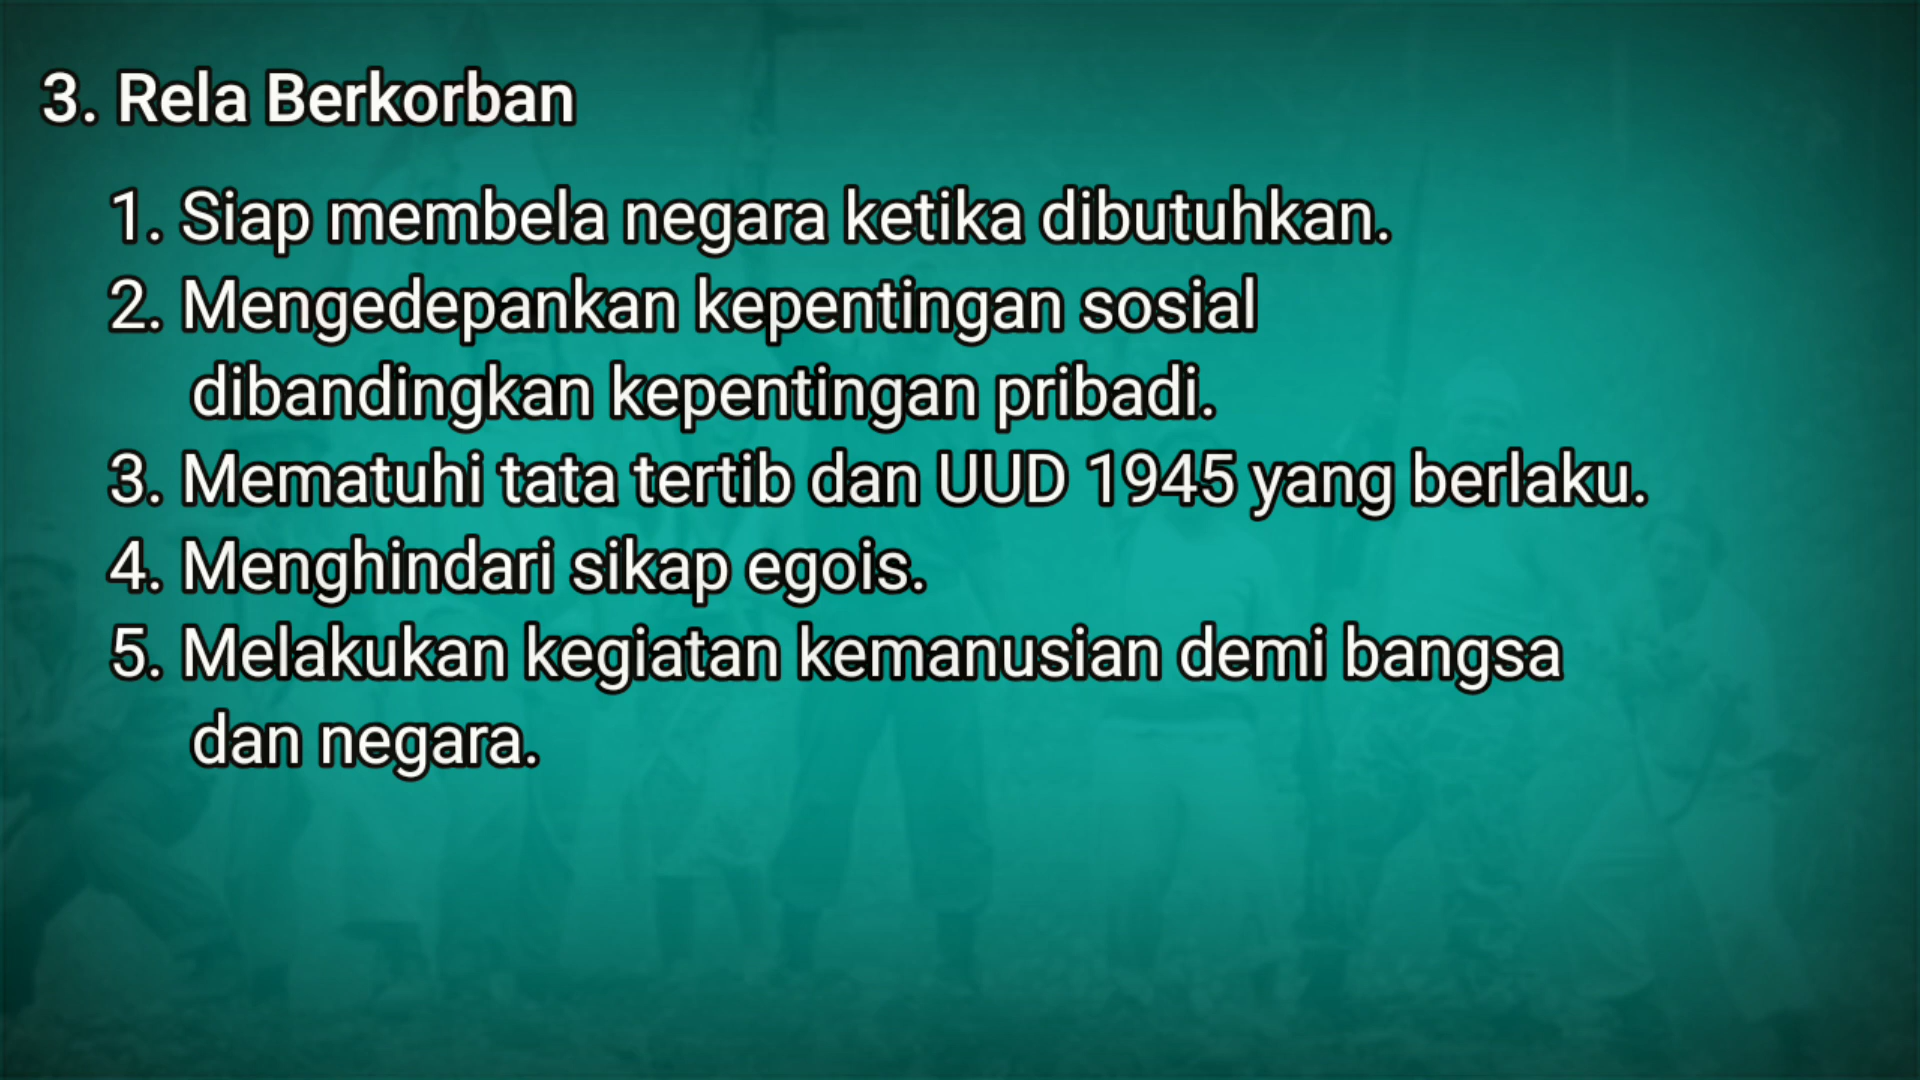 3. Rela Berkorban
1. Siap membela negara ketika dibutuhkan.
2. Mengedepankan kepentingan sosial
dibandingkan kepentingan pribadi.
3. Mematuhi tata tertib dan UUD 1945 yang berlaku.
4. Menghindari sikap egois.
5. Melakukan kegiatan kemanusian demi bangsa
dan negara.